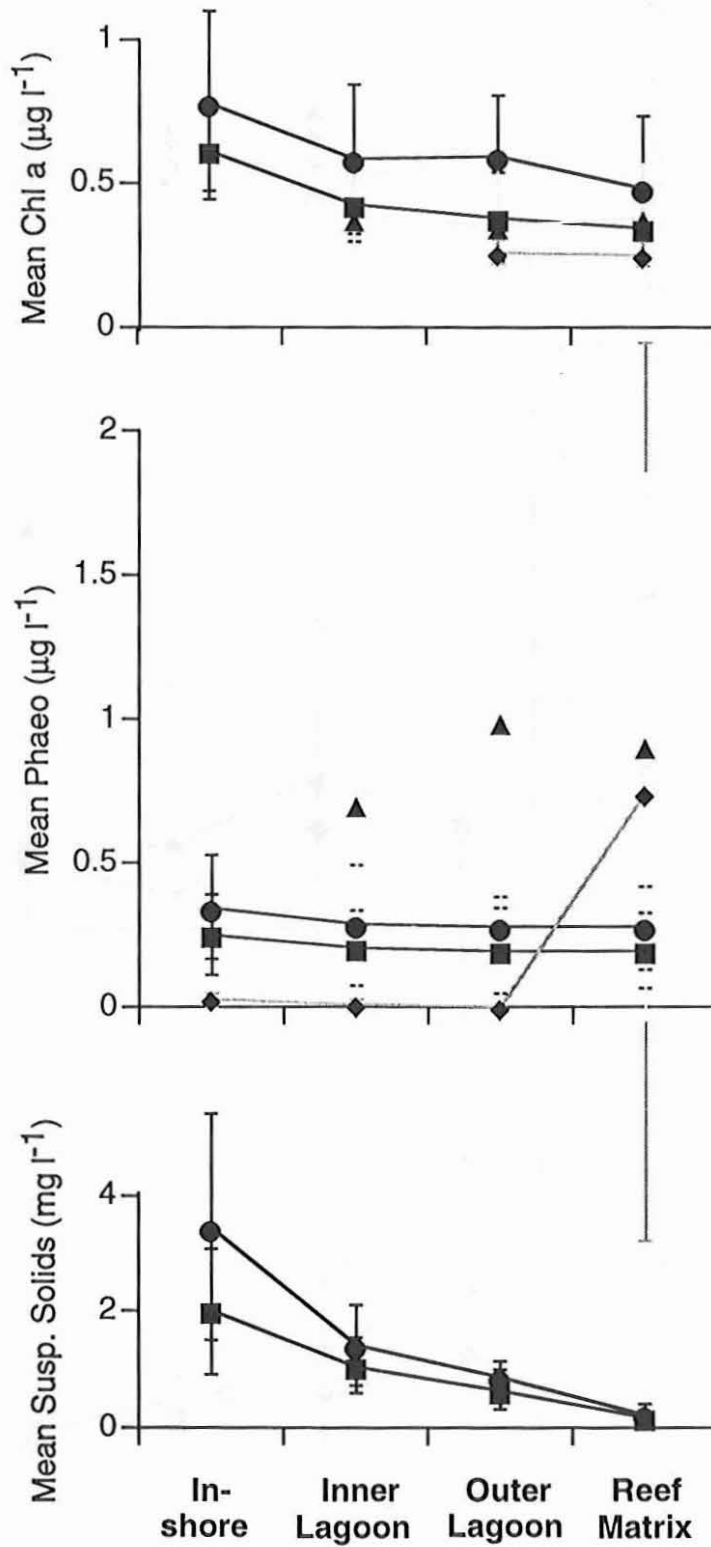 Mean Chl a (µg l⁻¹)
1
0.5
0
Mean Phaeo (µg l⁻¹)
2
1.5
1
0.5
0
Mean Susp. Solids (mg l⁻¹)
4
2
0
In-
shore
Inner
Lagoon
Outer
Lagoon
Reef
Matrix